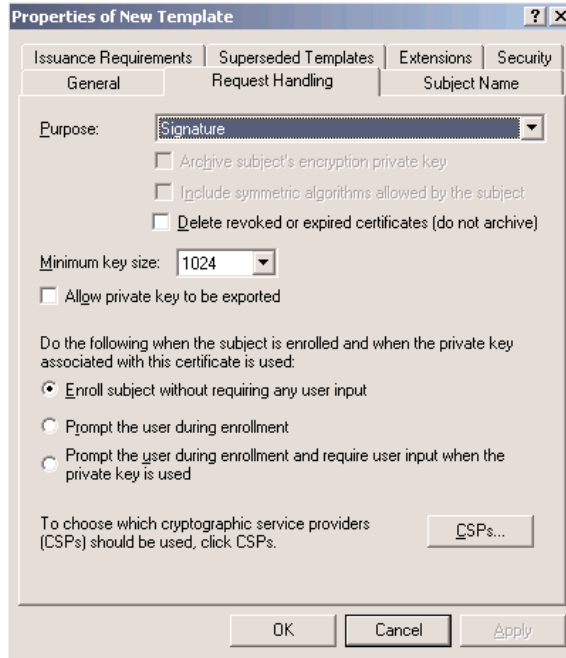 Properties of New Template
Issuance Requirements Superseded Templates Extensions Security
General Request Handling Subject Name
Purpose: Signature
Archive subject's encryption private key
Include symmetric algorithms allowed by the subject
Delete revoked or expired certificates (do not archive)
Minimum key size: 1024
Allow private key to be exported
Do the following when the subject is enrolled and when the private key
associated with this certificate is used:
Enroll subject without requiring any user input
Prompt the user during enrollment
Prompt the user during enrollment and require user input when the
private key is used
To choose which cryptographic service providers
(CSPs) should be used, click CSPs.
CSPs...
OK Cancel Apply